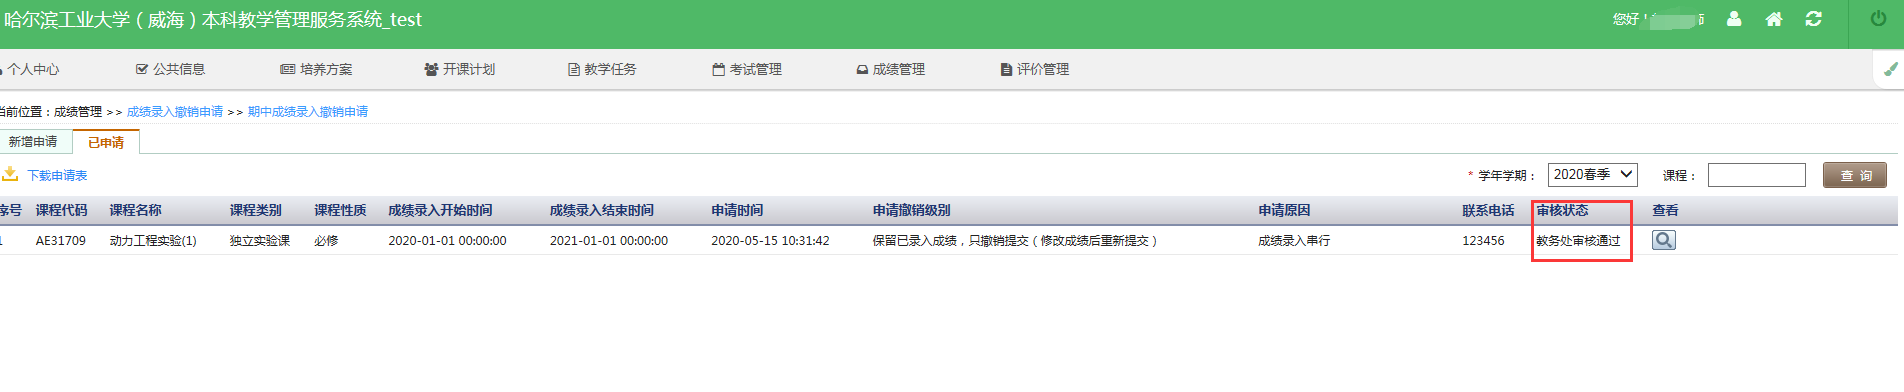 哈尔滨工业大学（威海）本科教学管理服务系统_test
您好！
个人中心 公共信息 培养方案 开课计划 教学任务 考试管理 成绩管理 评价管理
当前位置：成绩管理 >> 成绩录入撤销申请 >> 期中成绩录入撤销申请
新增申请 已申请
下载申请表 * 学年学期： 2020春季 课程： 查 询
序号 课程代码 课程名称 课程类别 课程性质 成绩录入开始时间 成绩录入结束时间 申请时间 申请撤销级别 申请原因 联系电话 审核状态 查看
1 AE31709 动力工程实验(1) 独立实验课 必修 2020-01-01 00:00:00 2021-01-01 00:00:00 2020-05-15 10:31:42 保留已录入成绩，只撤销提交（修改成绩后重新提交） 成绩录入串行 123456 教务处审核通过